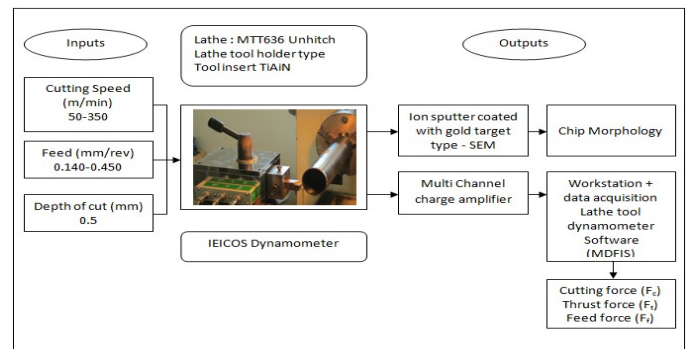 Inputs
Lathe : MTT636 Unhitch
Lathe tool holder type
Tool insert TiAiN
Outputs
Cutting Speed
(m/min)
50-350
Feed (mm/rev)
0.140-0.450
Depth of cut (mm)
0.5
IEICOS Dynamometer
Ion sputter coated
with gold target
type - SEM
Chip Morphology
Multi Channel
charge amplifier
Workstation +
data acquisition
Lathe tool
dynamometer
Software
(MDFIS)
Cutting force (Fc)
Thrust force (Ft)
Feed force (Ff)